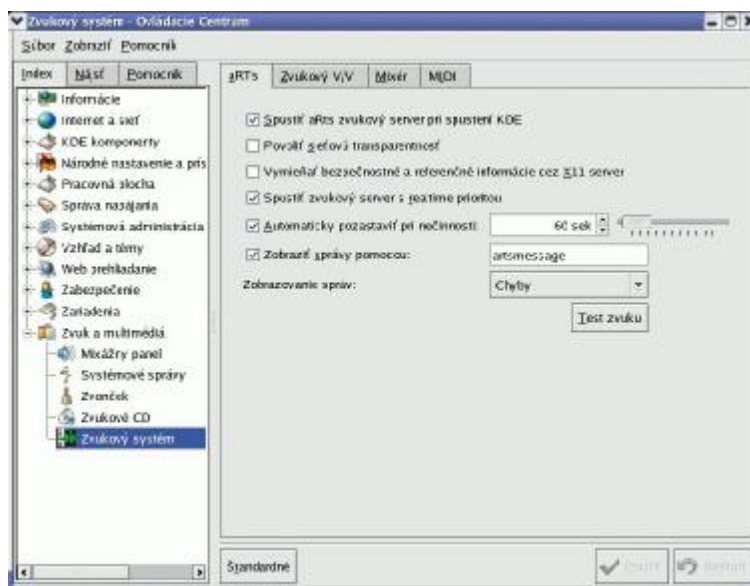 Zvukový systém - Ovládacie Centrum
Súbor Zobraziť Pomocník
Index Nájsť Pomocník
Informácie
Internet a sieť
KDE komponenty
Národné nastavenie a prís
Pracovná plocha
Správa napájania
Systémová administrácia
Vzhľad a témy
Web prehliadanie
Zabezpečenie
Zariadenia
Zvuk a multimédiá
Mixážny panel
Systémové správy
Zvonček
Zvukové CD
Zvukový systém
aRTs Zvukový V/V Mixér MIDI
Spustiť aRts zvukový server pri spustení KDE
Povoliť sieťovú transparentnosť
Vymieňať bezpečnostné a referenčné informácie cez X11 server
Spustiť zvukový server s realtime prioritou
Automaticky pozastaviť pri nečinnosti: 60 sek
Zobraziť správy pomocou: artsmessage
Zobrazovanie správ: Chyby
Test zvuku
Štandardné